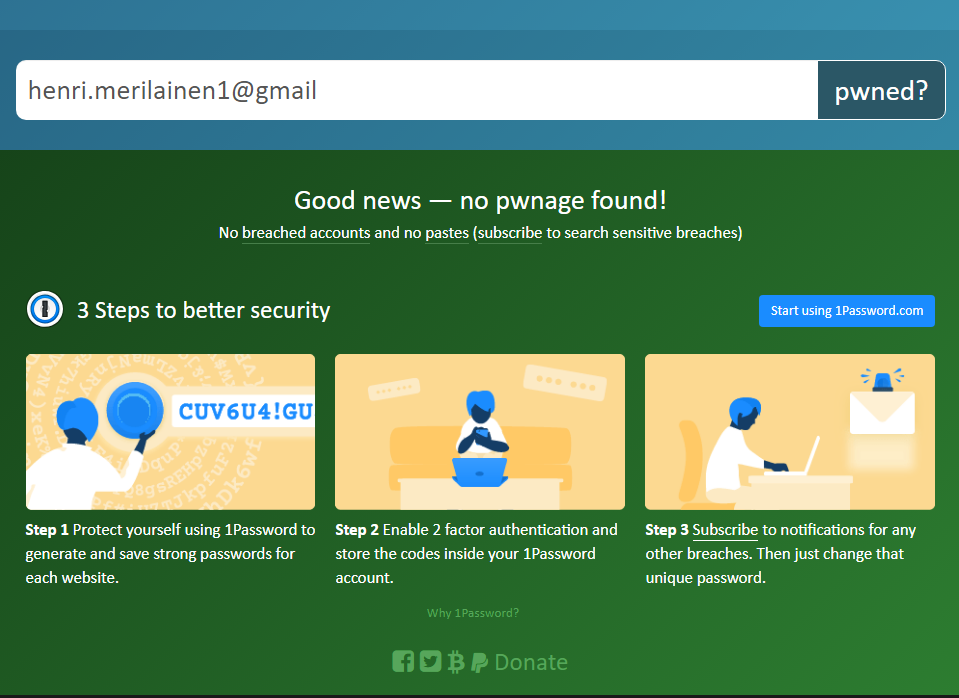 henri.merilainen1@gmail
pwned?
Good news — no pwnage found!
No breached accounts and no pastes (subscribe to search sensitive breaches)
3 Steps to better security
Start using 1Password.com
CUV6U4!GU
Step 1 Protect yourself using 1Password to
generate and save strong passwords for
each website.
Step 2 Enable 2 factor authentication and
store the codes inside your 1Password
account.
Step 3 Subscribe to notifications for any
other breaches. Then just change that
unique password.
Why 1Password?
Donate